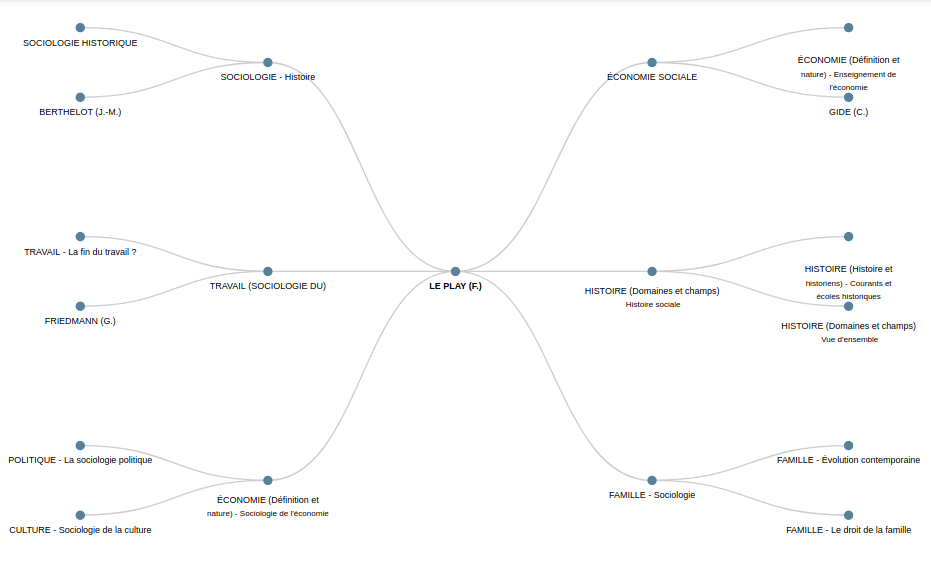 SOCIOLOGIE HISTORIQUE
SOCIOLOGIE - Histoire
BERTHELOT (J.-M.)
ÉCONOMIE SOCIALE
ÉCONOMIE (Définition et
nature) - Enseignement de
l'économie
GIDE (C.)
TRAVAIL - La fin du travail ?
TRAVAIL (SOCIOLOGIE DU)
FRIEDMANN (G.)
LE PLAY (F.)
HISTOIRE (Domaines et champs)
Histoire sociale
HISTOIRE (Histoire et
historiens) - Courants et
écoles historiques
HISTOIRE (Domaines et champs)
Vue d'ensemble
POLITIQUE - La sociologie politique
ÉCONOMIE (Définition et
nature) - Sociologie de l'économie
CULTURE - Sociologie de la culture
FAMILLE - Sociologie
FAMILLE - Évolution contemporaine
FAMILLE - Le droit de la famille